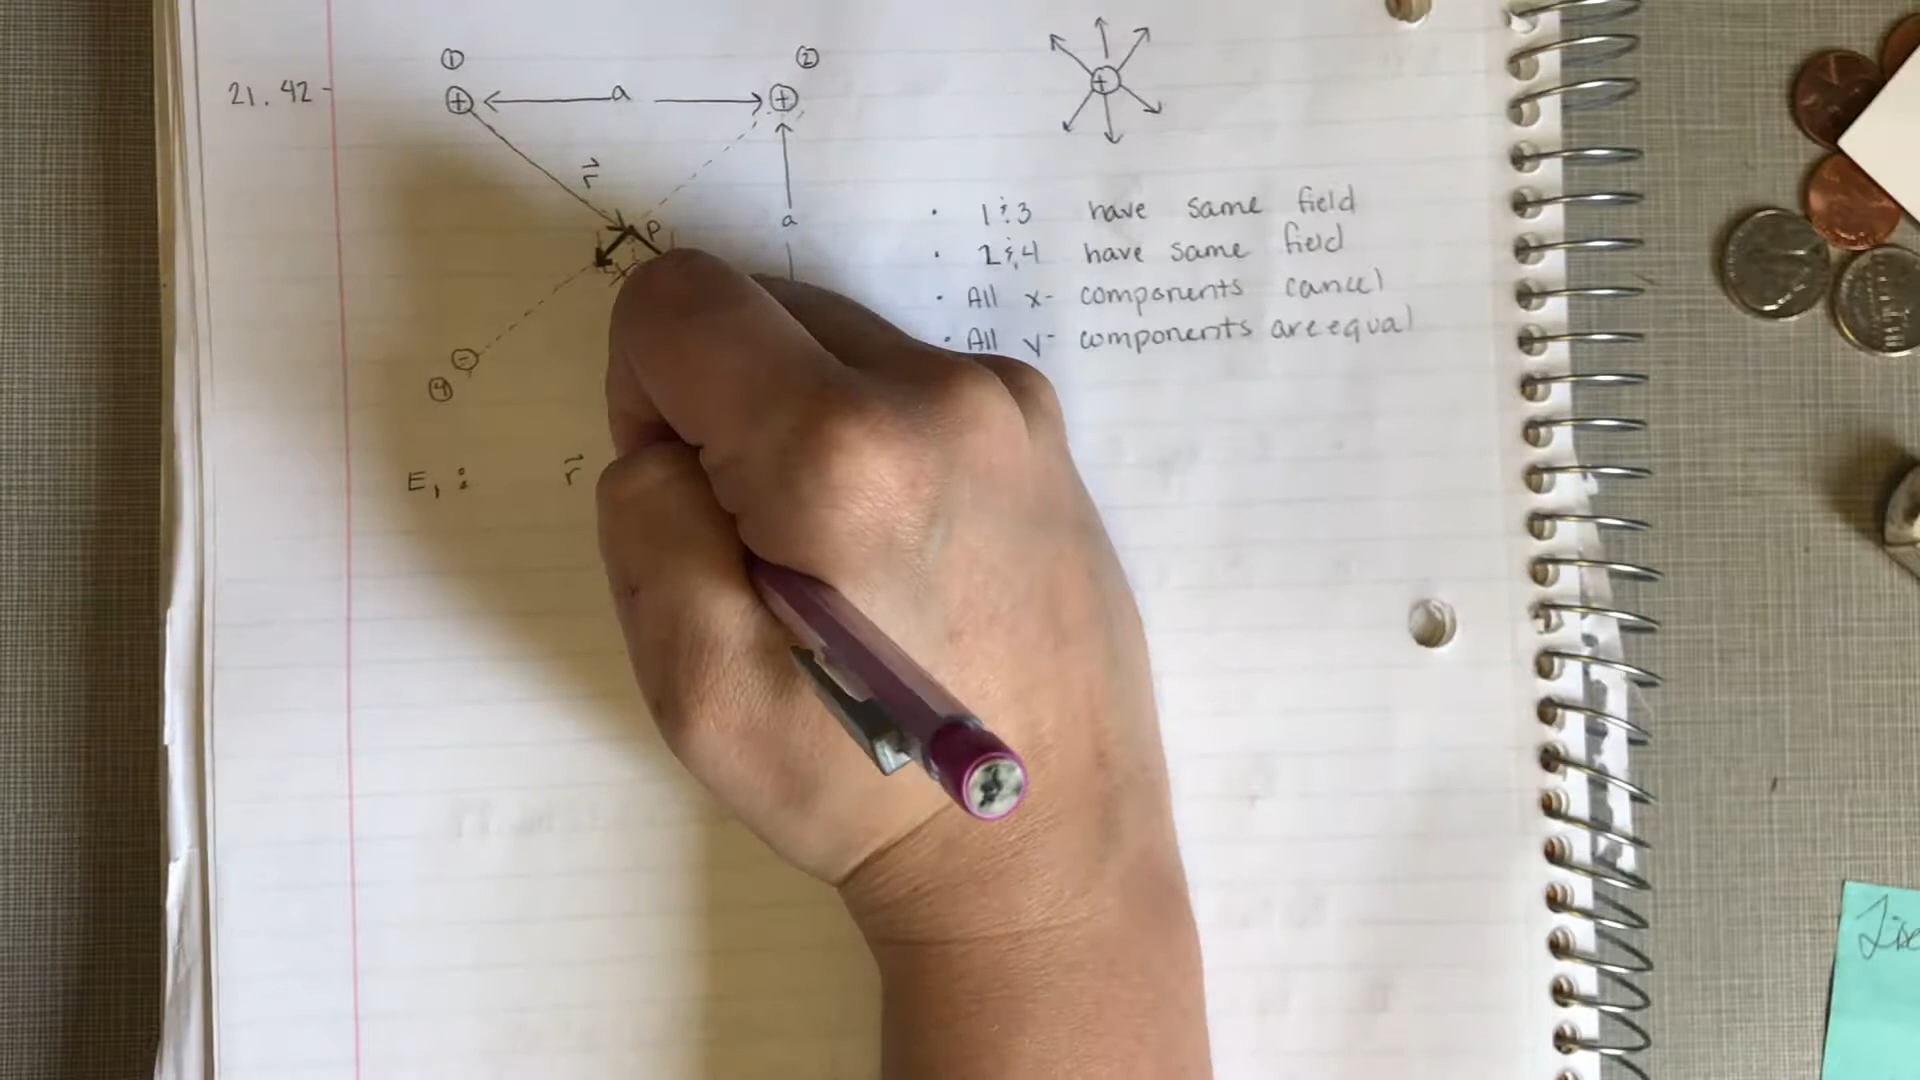 21. 42-
① ②
+ a +
+
r⃗
P
a
x
-
④
E₁ : r⃗
· 1 & 3 have same field
· 2 & 4 have same field
· All x- components cancel
· All y- components are equal